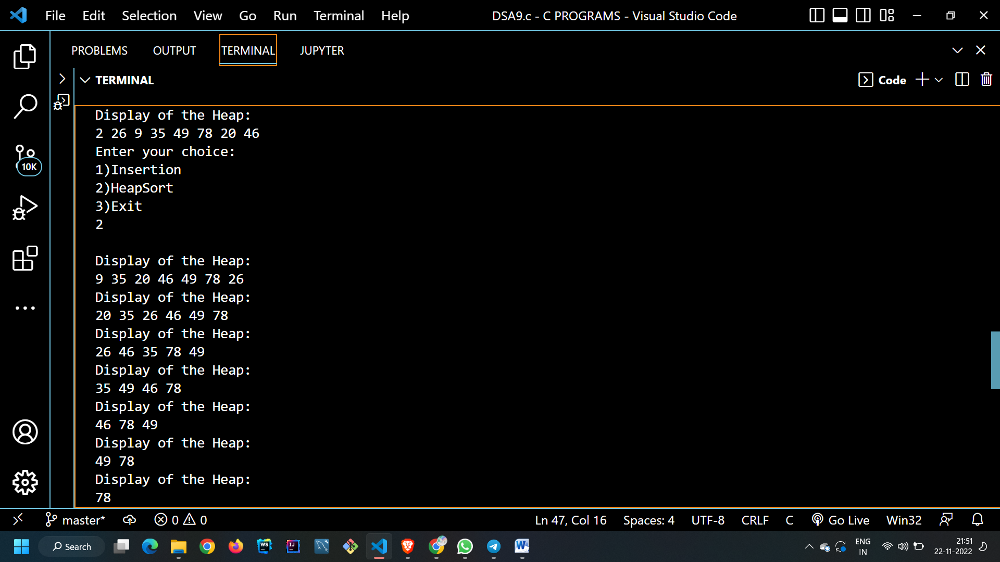 File Edit Selection View Go Run Terminal Help DSA9.c - C PROGRAMS - Visual Studio Code
PROBLEMS OUTPUT TERMINAL JUPYTER
TERMINAL Code
10K
Display of the Heap:
2 26 9 35 49 78 20 46
Enter your choice:
1)Insertion
2)HeapSort
3)Exit
2
Display of the Heap:
9 35 20 46 49 78 26
Display of the Heap:
20 35 26 46 49 78
Display of the Heap:
26 46 35 78 49
Display of the Heap:
35 49 46 78
Display of the Heap:
46 78 49
Display of the Heap:
49 78
Display of the Heap:
78
master* 0 0 Ln 47, Col 16 Spaces: 4 UTF-8 CRLF C Go Live Win32
Search WS IJ W ENG IN 21:51
22-11-2022